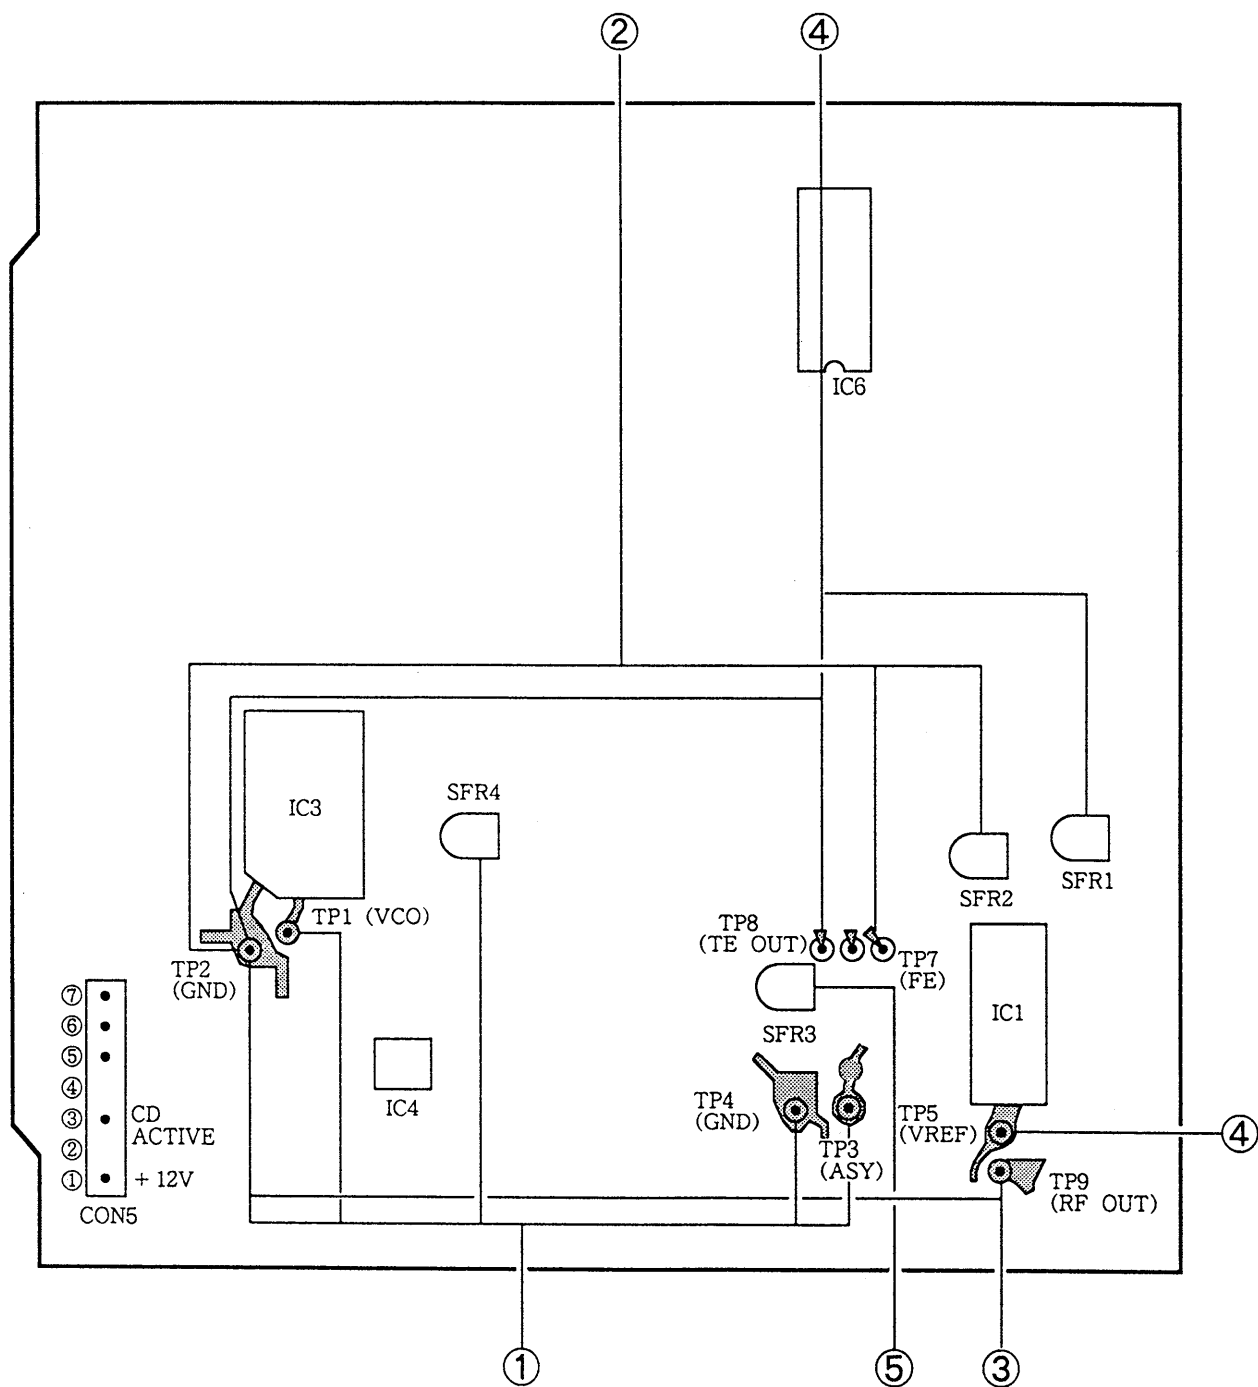 ② ④
IC6
IC3
SFR4
SFR2
SFR1
TP1 (VCO)
TP2
(GND)
TP8
(TE OUT)
TP7
(FE)
SFR3
IC1
IC4
TP4
(GND)
TP3
(ASY)
TP5
(VREF)
④
TP9
(RF OUT)
⑦
⑥
⑤
④
③ CD
ACTIVE
②
① + 12V
CON5
① ⑤ ③